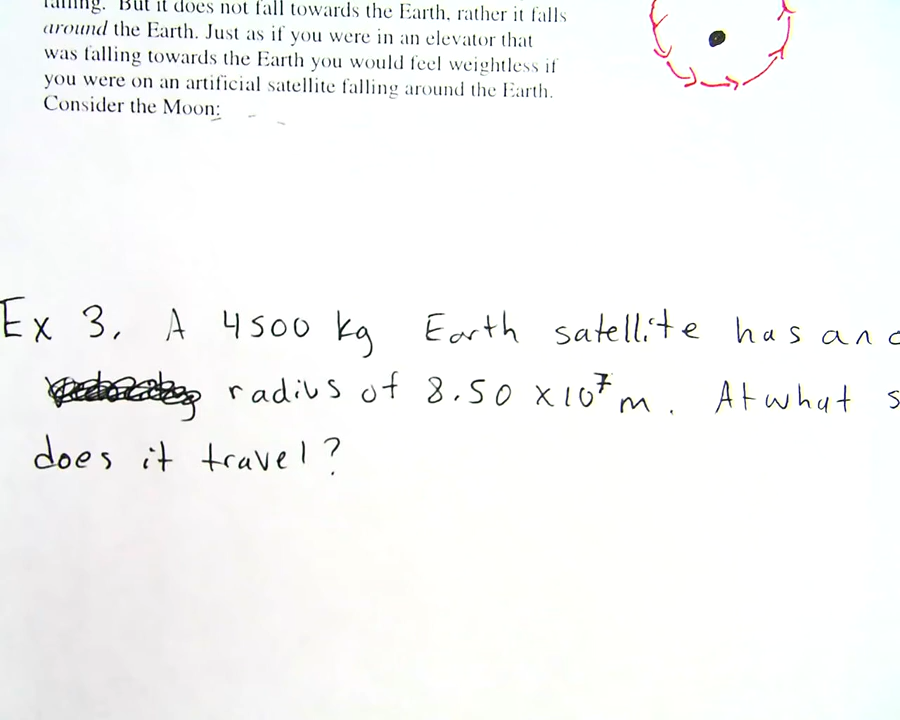 falling. But it does not fall towards the Earth, rather it falls
around the Earth. Just as if you were in an elevator that
was falling towards the Earth you would feel weightless if
you were on an artificial satellite falling around the Earth.
Consider the Moon:
Ex 3. A 4500 kg Earth satellite has an
radius of 8.50 x10⁷ m. At what
does it travel?